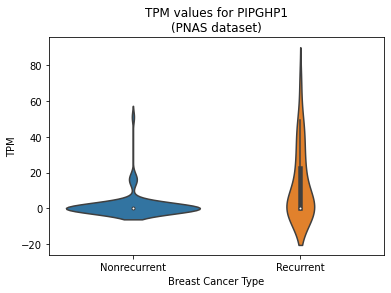 TPM values for PIPGHP1
(PNAS dataset)
TPM
80
60
40
20
0
−20
Nonrecurrent
Recurrent
Breast Cancer Type